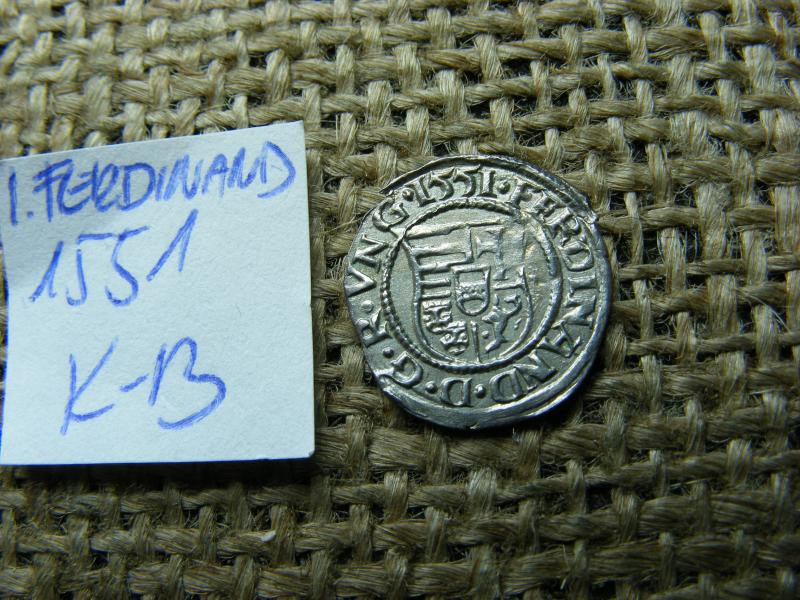 I. FERDINAND
1551
K-B
1551 · FERDINAND · D · G · R · VNG ·